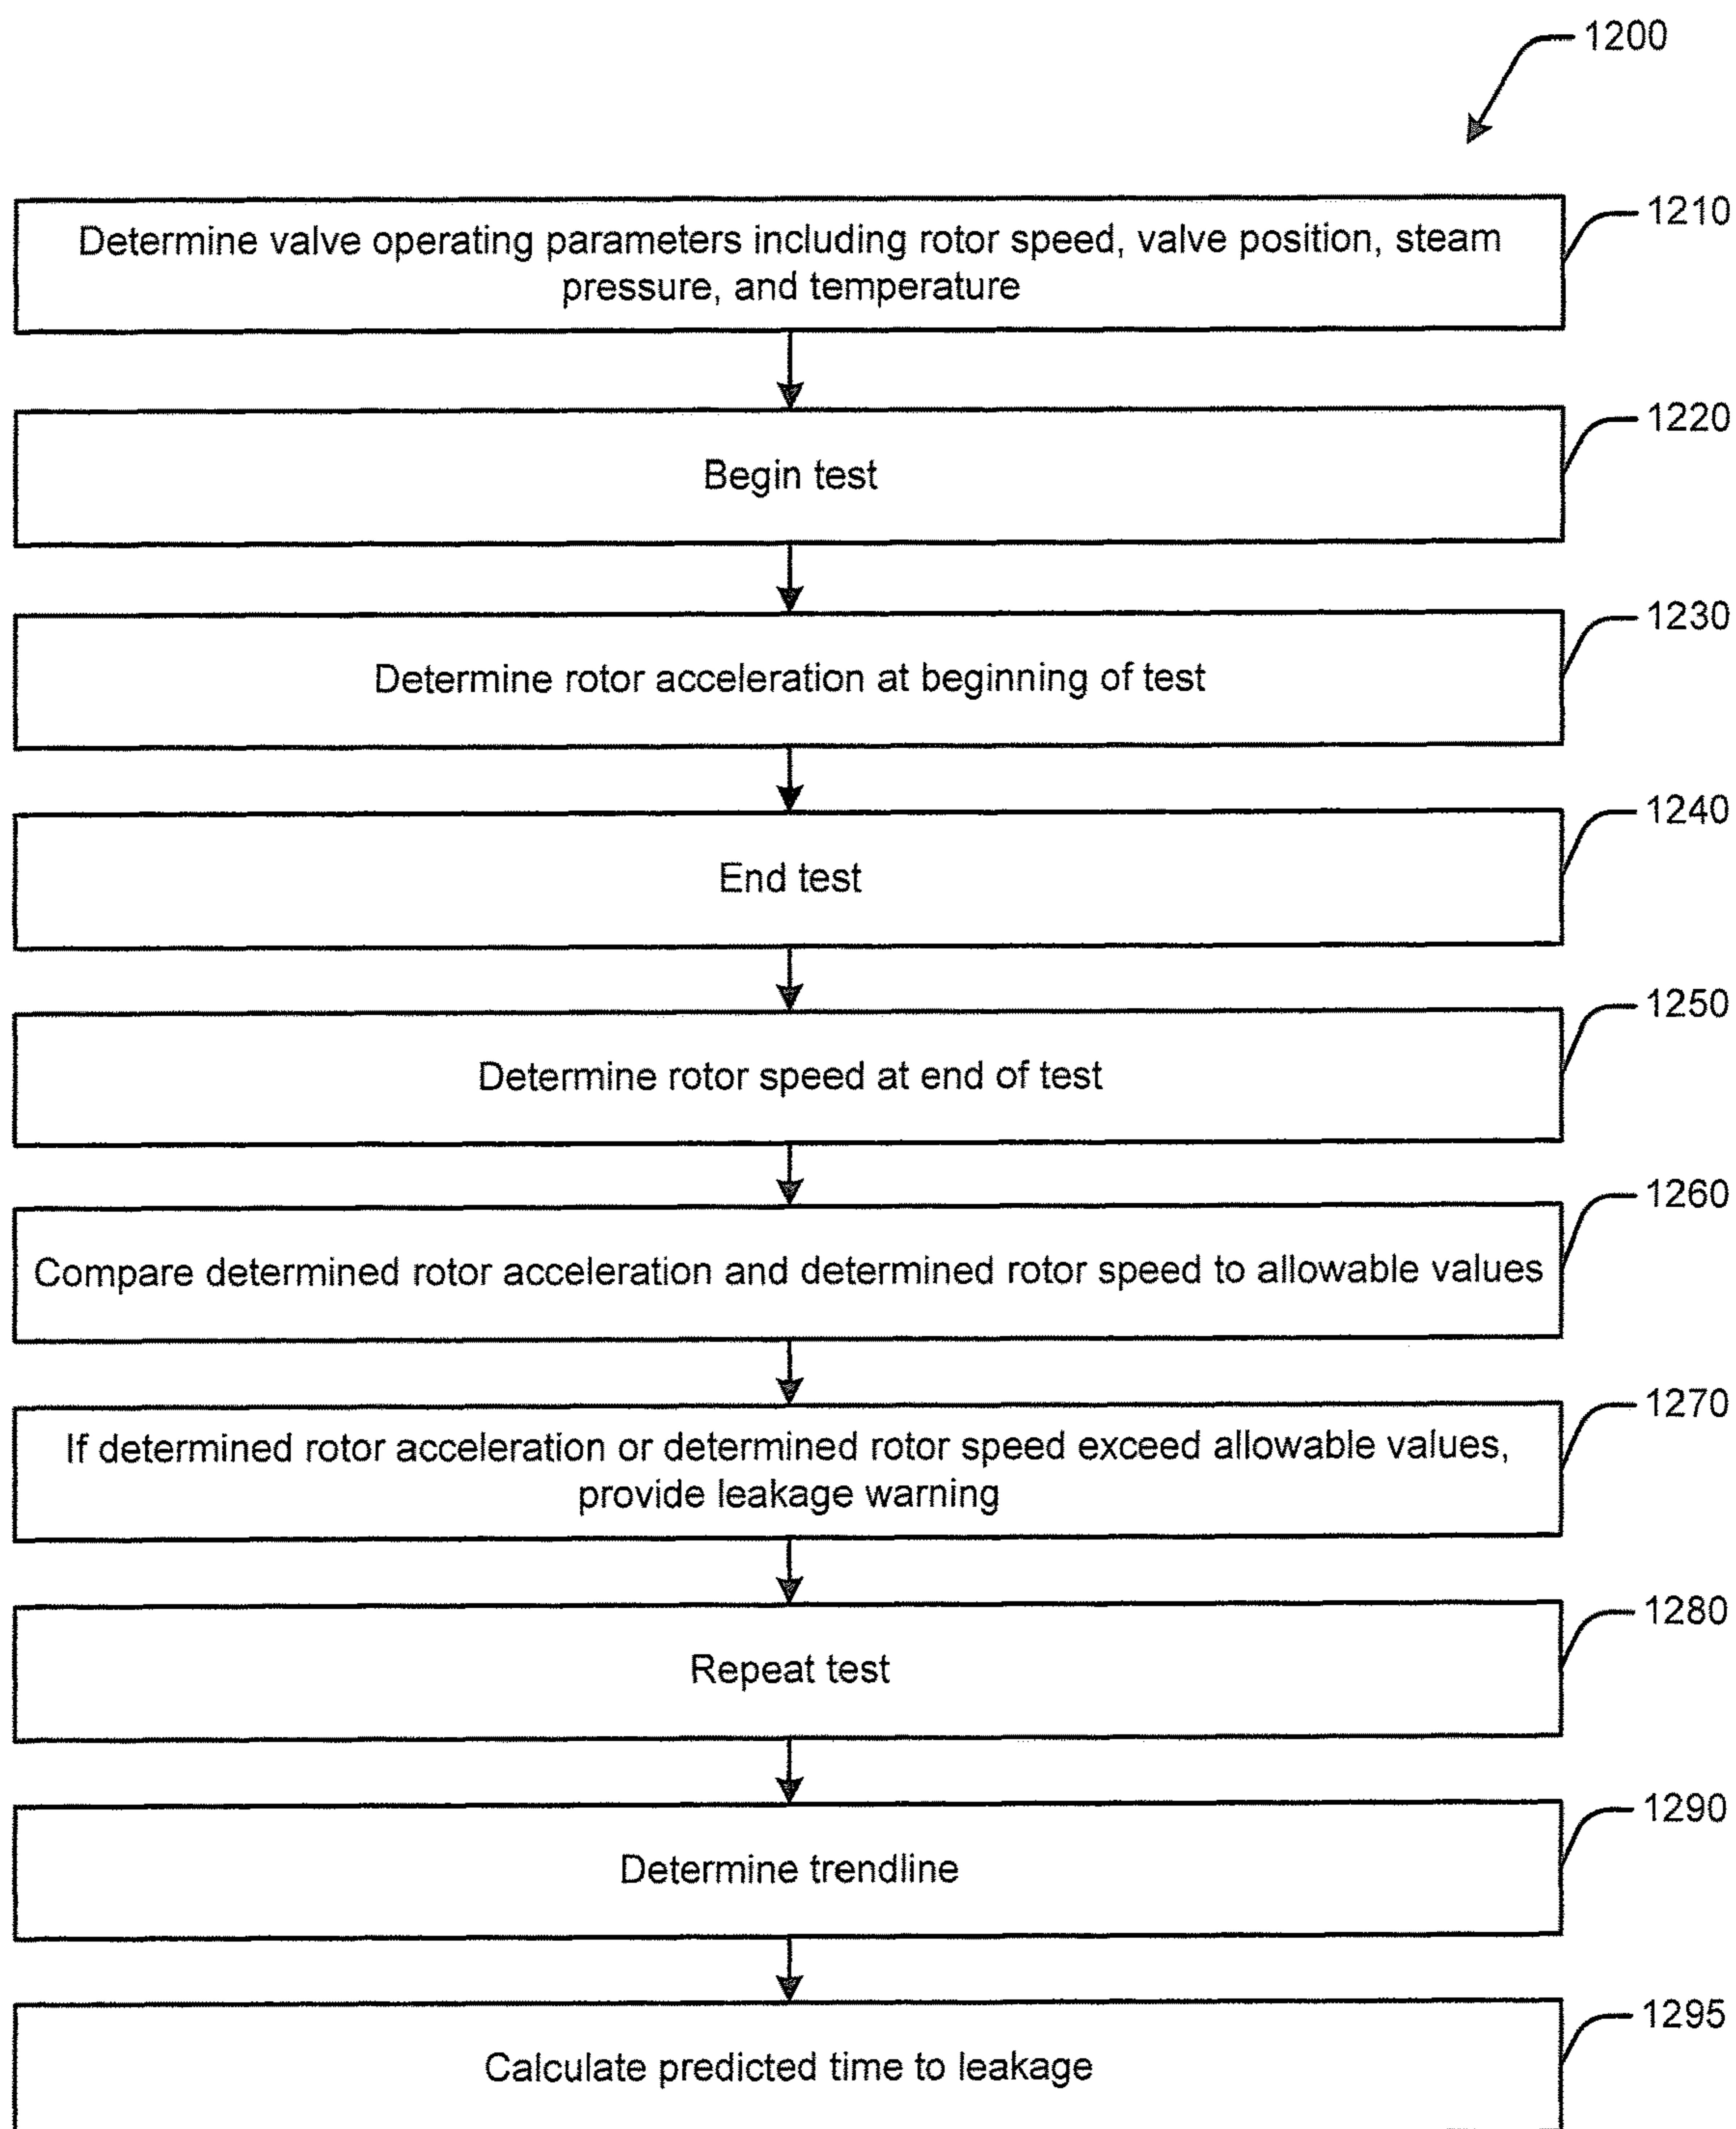 1200
1210
Determine valve operating parameters including rotor speed, valve position, steam
pressure, and temperature
1220
Begin test
1230
Determine rotor acceleration at beginning of test
1240
End test
1250
Determine rotor speed at end of test
1260
Compare determined rotor acceleration and determined rotor speed to allowable values
1270
If determined rotor acceleration or determined rotor speed exceed allowable values,
provide leakage warning
1280
Repeat test
1290
Determine trendline
1295
Calculate predicted time to leakage